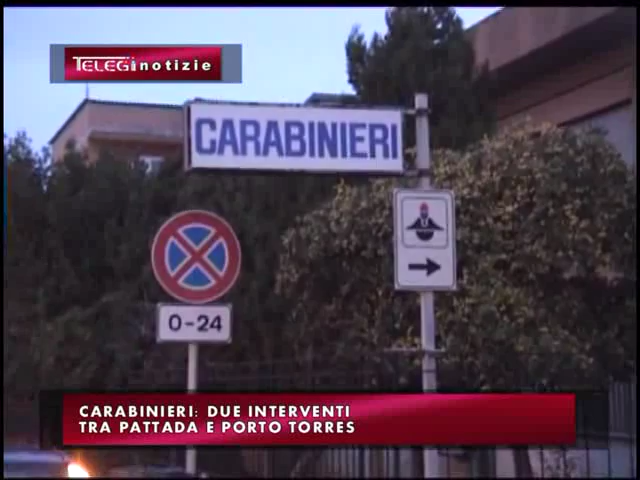 TELEGInotizie
CARABINIERI
0-24
CARABINIERI: DUE INTERVENTI
TRA PATTADA E PORTO TORRES